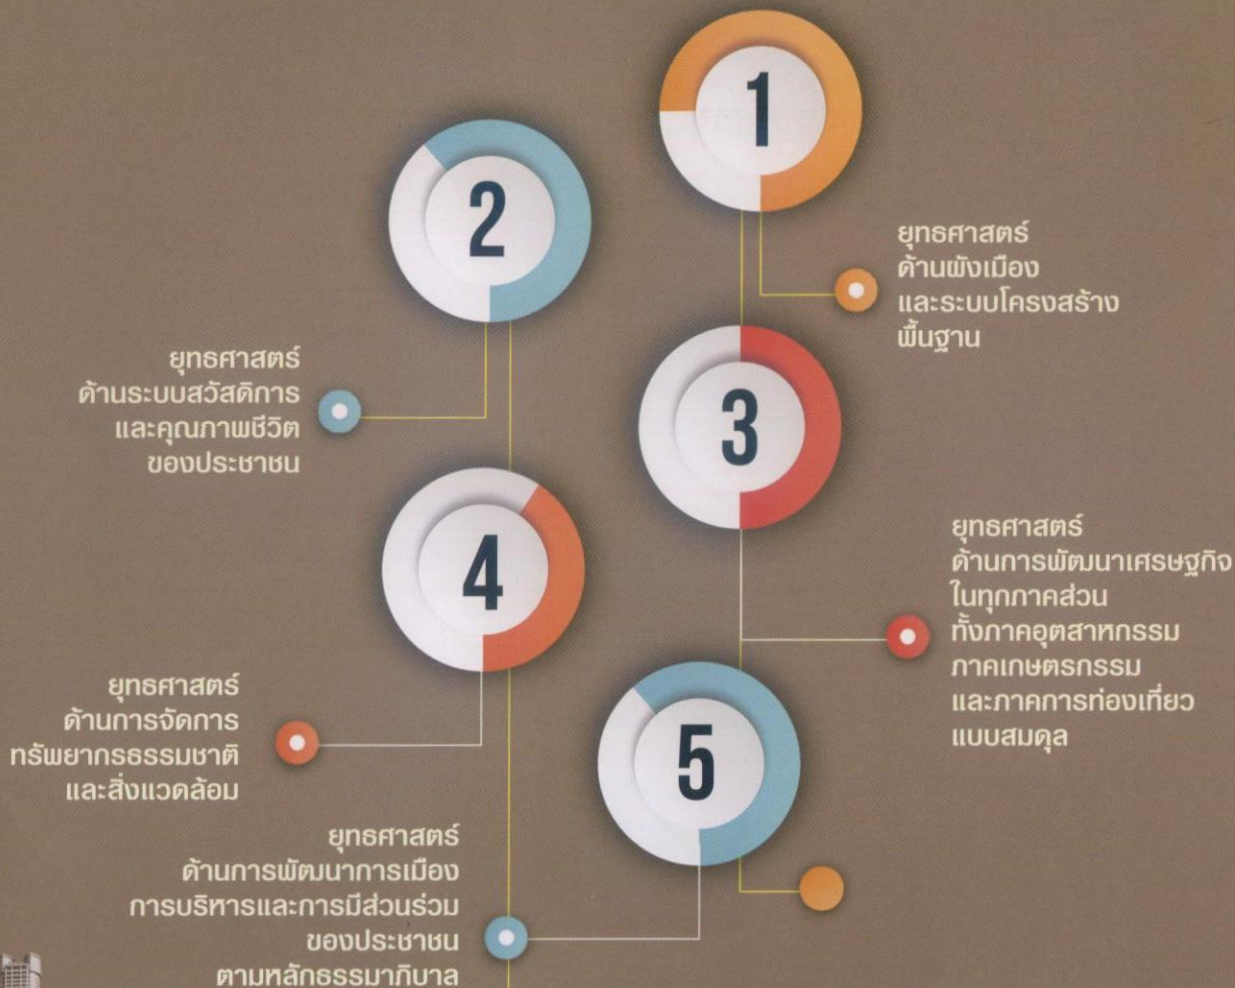 1
ยุทธศาสตร์
ด้านผังเมือง
และระบบโครงสร้าง
พื้นฐาน
2
ยุทธศาสตร์
ด้านระบบสวัสดิการ
และคุณภาพชีวิต
ของประชาชน
3
ยุทธศาสตร์
ด้านการพัฒนาเศรษฐกิจ
ในทุกภาคส่วน
ทั้งภาคอุตสาหกรรม
ภาคเกษตรกรรม
และภาคการท่องเที่ยว
แบบสมดุล
4
ยุทธศาสตร์
ด้านการจัดการ
ทรัพยากรธรรมชาติ
และสิ่งแวดล้อม
5
ยุทธศาสตร์
ด้านการพัฒนาการเมือง
การบริหารและการมีส่วนร่วม
ของประชาชน
ตามหลักธรรมาภิบาล